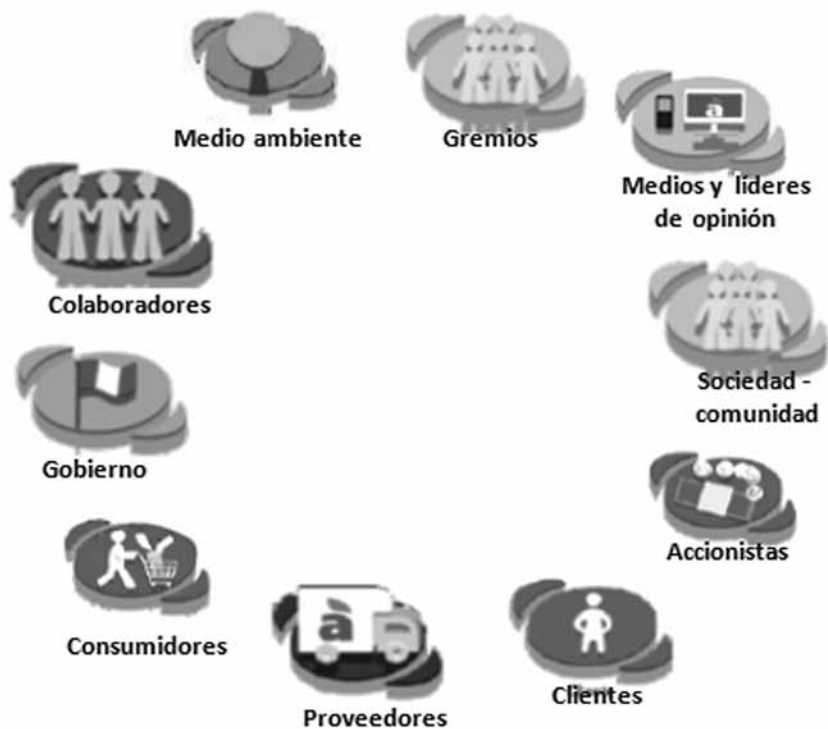 Medio ambiente
Gremios
à
Medios y líderes
de opinión
Colaboradores
Sociedad -
comunidad
Gobierno
Accionistas
Consumidores
à
Clientes
Proveedores